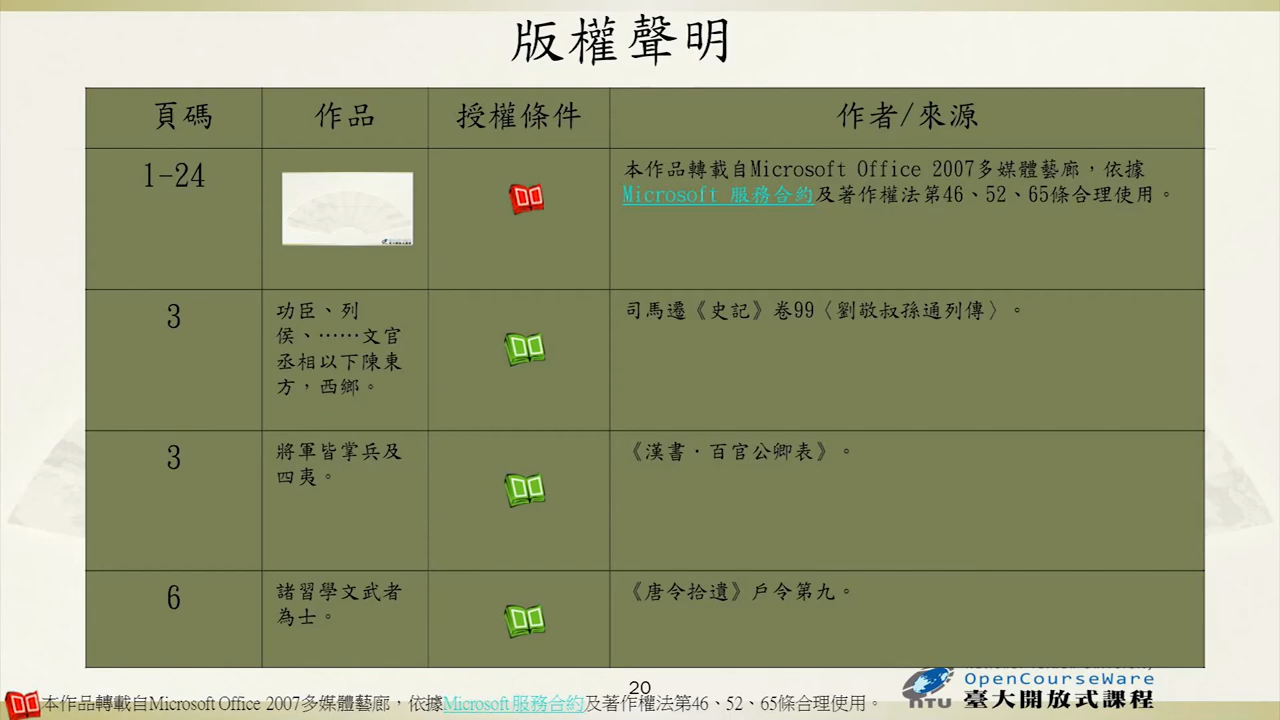 版權聲明
頁碼
作品
授權條件
作者/來源
1-24
本作品轉載自Microsoft Office 2007多媒體藝廊，依據
Microsoft 服務合約及著作權法第46、52、65條合理使用。
3
功臣、列
侯、……文官
丞相以下陳東
方，西鄉。
司馬遷《史記》卷99〈劉敬叔孫通列傳〉。
3
將軍皆掌兵及
四夷。
《漢書．百官公卿表》。
6
諸習學文武者
為士。
《唐令拾遺》戶令第九。
20
OpenCourseWare
臺大開放式課程
NTU
本作品轉載自Microsoft Office 2007多媒體藝廊，依據Microsoft 服務合約及著作權法第46、52、65條合理使用。